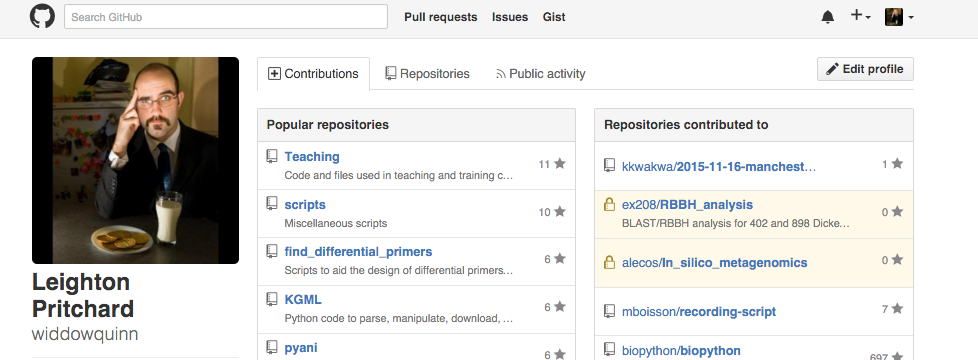 Search GitHub
Pull requests
Issues
Gist
Contributions
Repositories
Public activity
Edit profile
Leighton
Pritchard
widdowquinn
Popular repositories
Teaching
11
Code and files used in teaching and training c…
scripts
10
Miscellaneous scripts
find_differential_primers
6
Scripts to aid the design of differential primers…
KGML
6
Python code to parse, manipulate, download, …
pyani
6
Repositories contributed to
kkwakwa/2015-11-16-manchest…
1
ex208/RBBH_analysis
0
BLAST/RBBH analysis for 402 and 898 Dicke…
alecos/In_silico_metagenomics
0
mboisson/recording-script
7
biopython/biopython
697